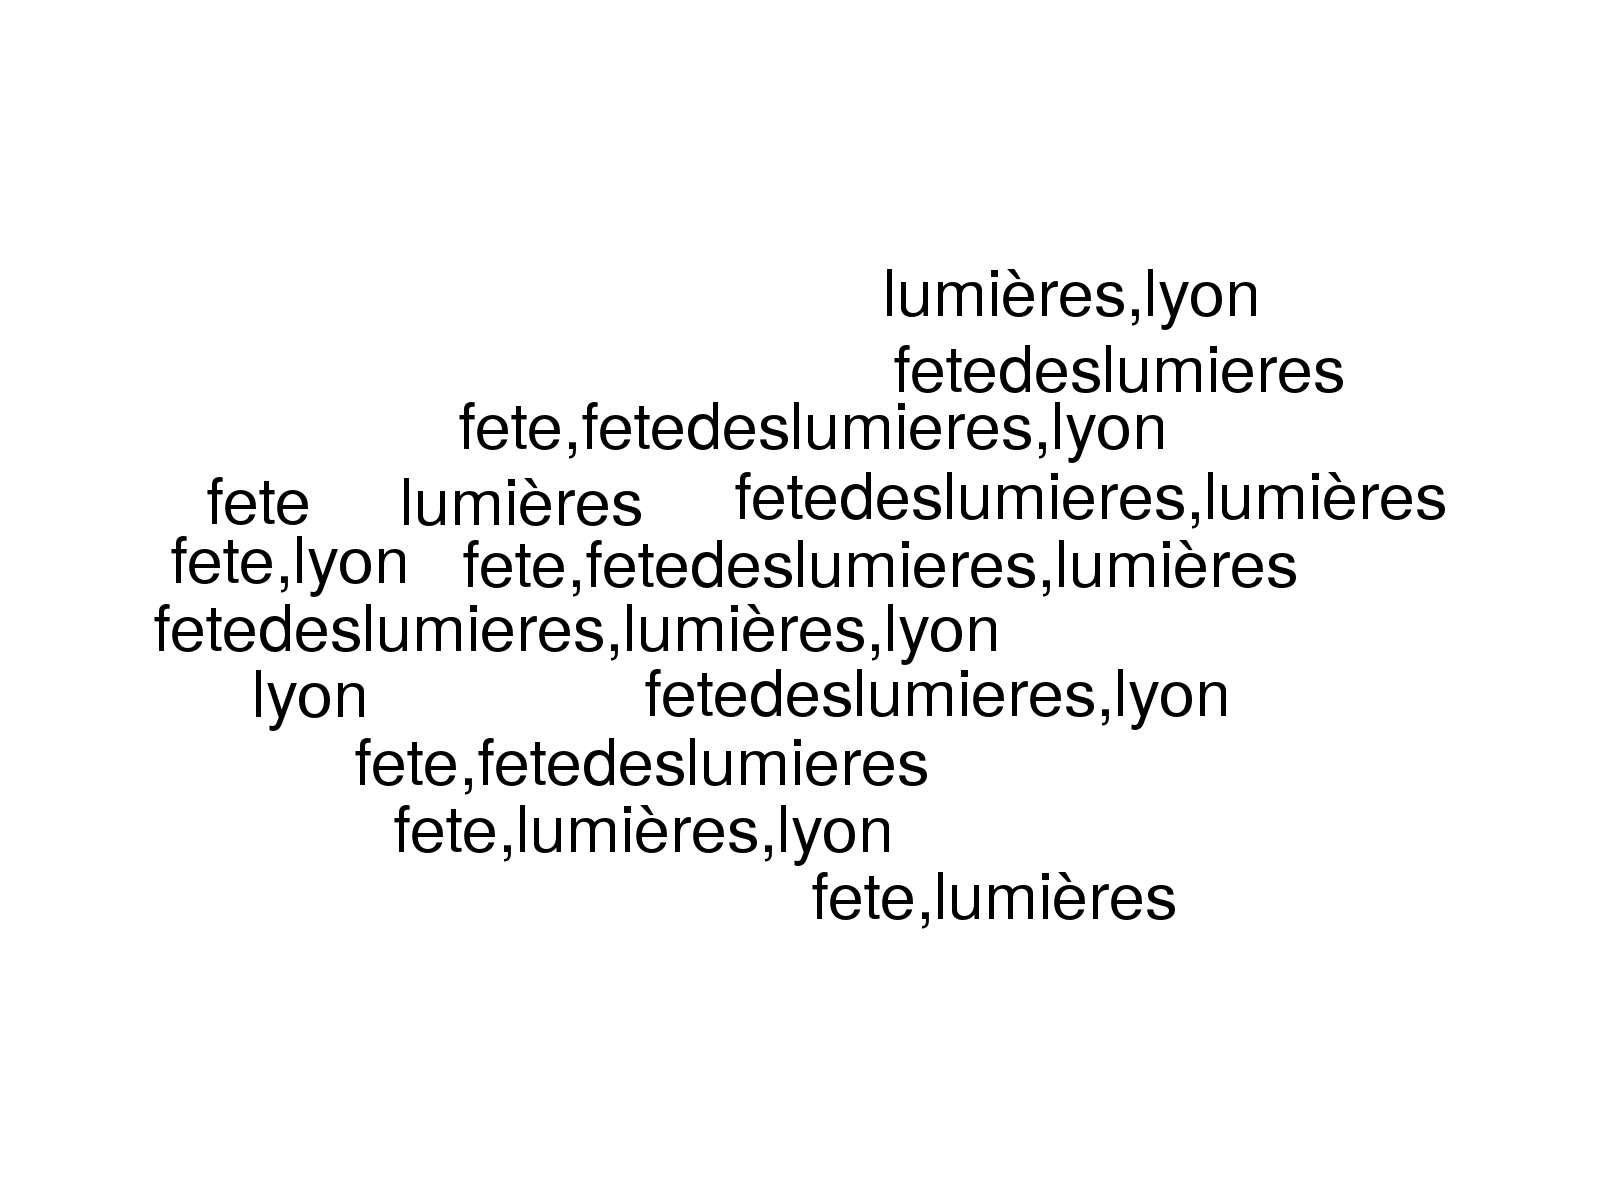 lumières,lyon
fetedeslumieres
fete,fetedeslumieres,lyon
fete lumières fetedeslumieres,lumières
fete,lyon fete,fetedeslumieres,lumières
fetedeslumieres,lumières,lyon
lyon fetedeslumieres,lyon
fete,fetedeslumieres
fete,lumières,lyon
fete,lumières